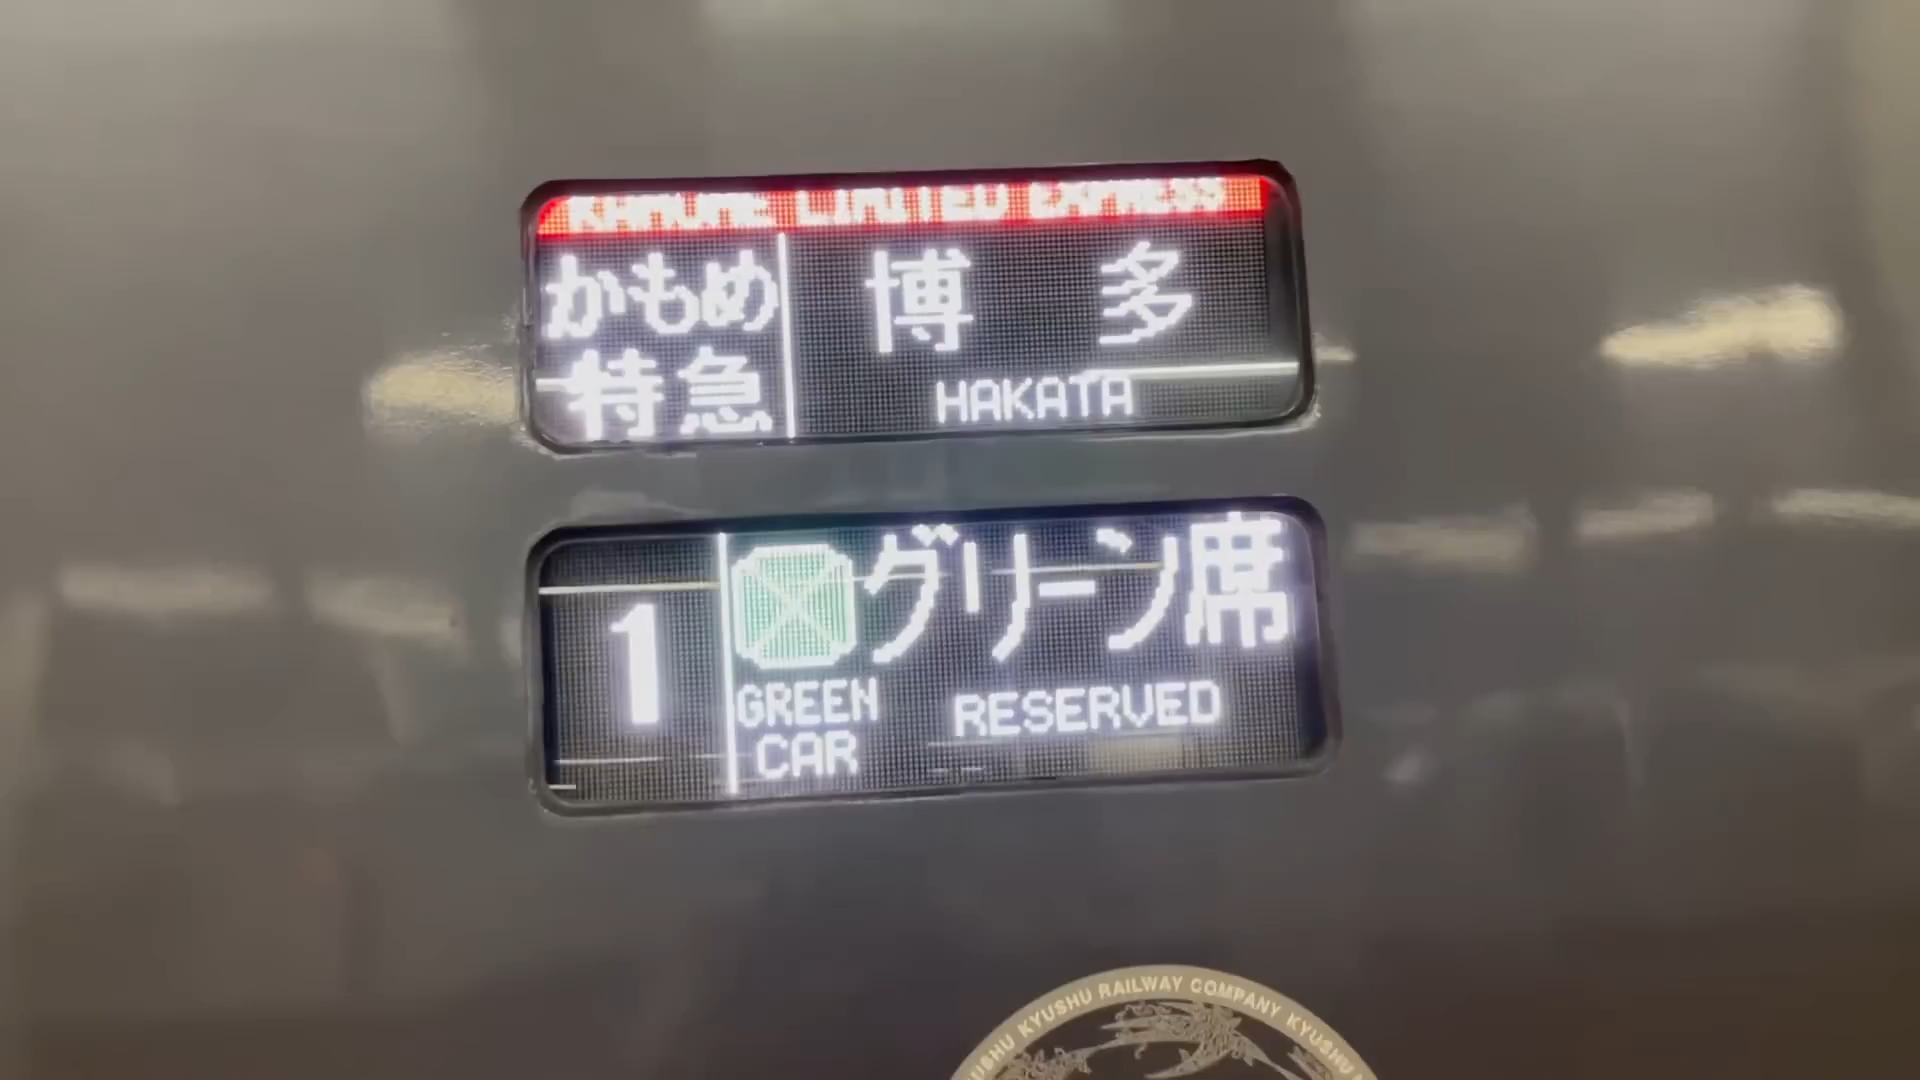 KAMOME LIMITED EXPRESS
かもめ
特急
博多
HAKATA
1
グリーン席
GREEN CAR
RESERVED
KYUSHU RAILWAY COMPANY KYUSHU